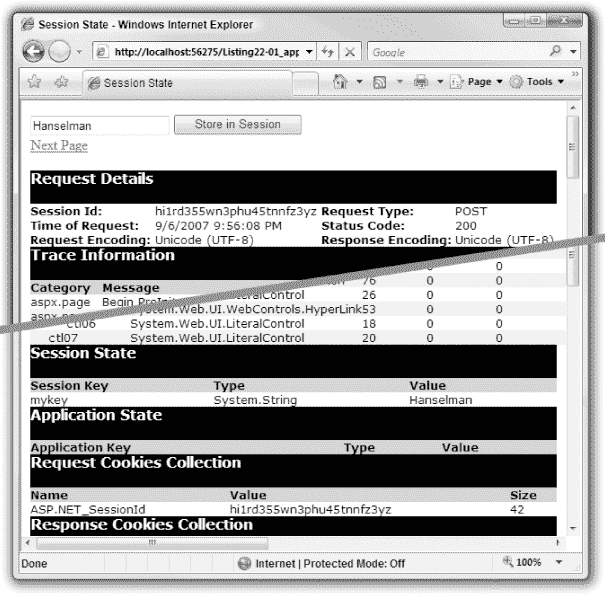 Session State - Windows Internet Explorer
http://localhost:56275/Listing22-01_app
Google
Session State
Page
Tools
Hanselman
Store in Session
Next Page
Request Details
Session Id: hi1rd355wn3phu45tnnfz3yz Request Type: POST
Time of Request: 9/6/2007 9:56:08 PM Status Code: 200
Request Encoding: Unicode (UTF-8) Response Encoding: Unicode (UTF-8)
Trace Information
76 0 0
Category Message
LiteralControl 26 0 0
aspx.page Begin PreInit
System.Web.UI.WebControls.HyperLink 53 0 0
ctl06 System.Web.UI.LiteralControl 18 0 0
ctl07 System.Web.UI.LiteralControl 20 0 0
Session State
Session Key Type Value
mykey System.String Hanselman
Application State
Application Key Type Value
Request Cookies Collection
Name Value Size
ASP.NET_SessionId hi1rd355wn3phu45tnnfz3yz 42
Response Cookies Collection
Done
Internet | Protected Mode: Off
100%